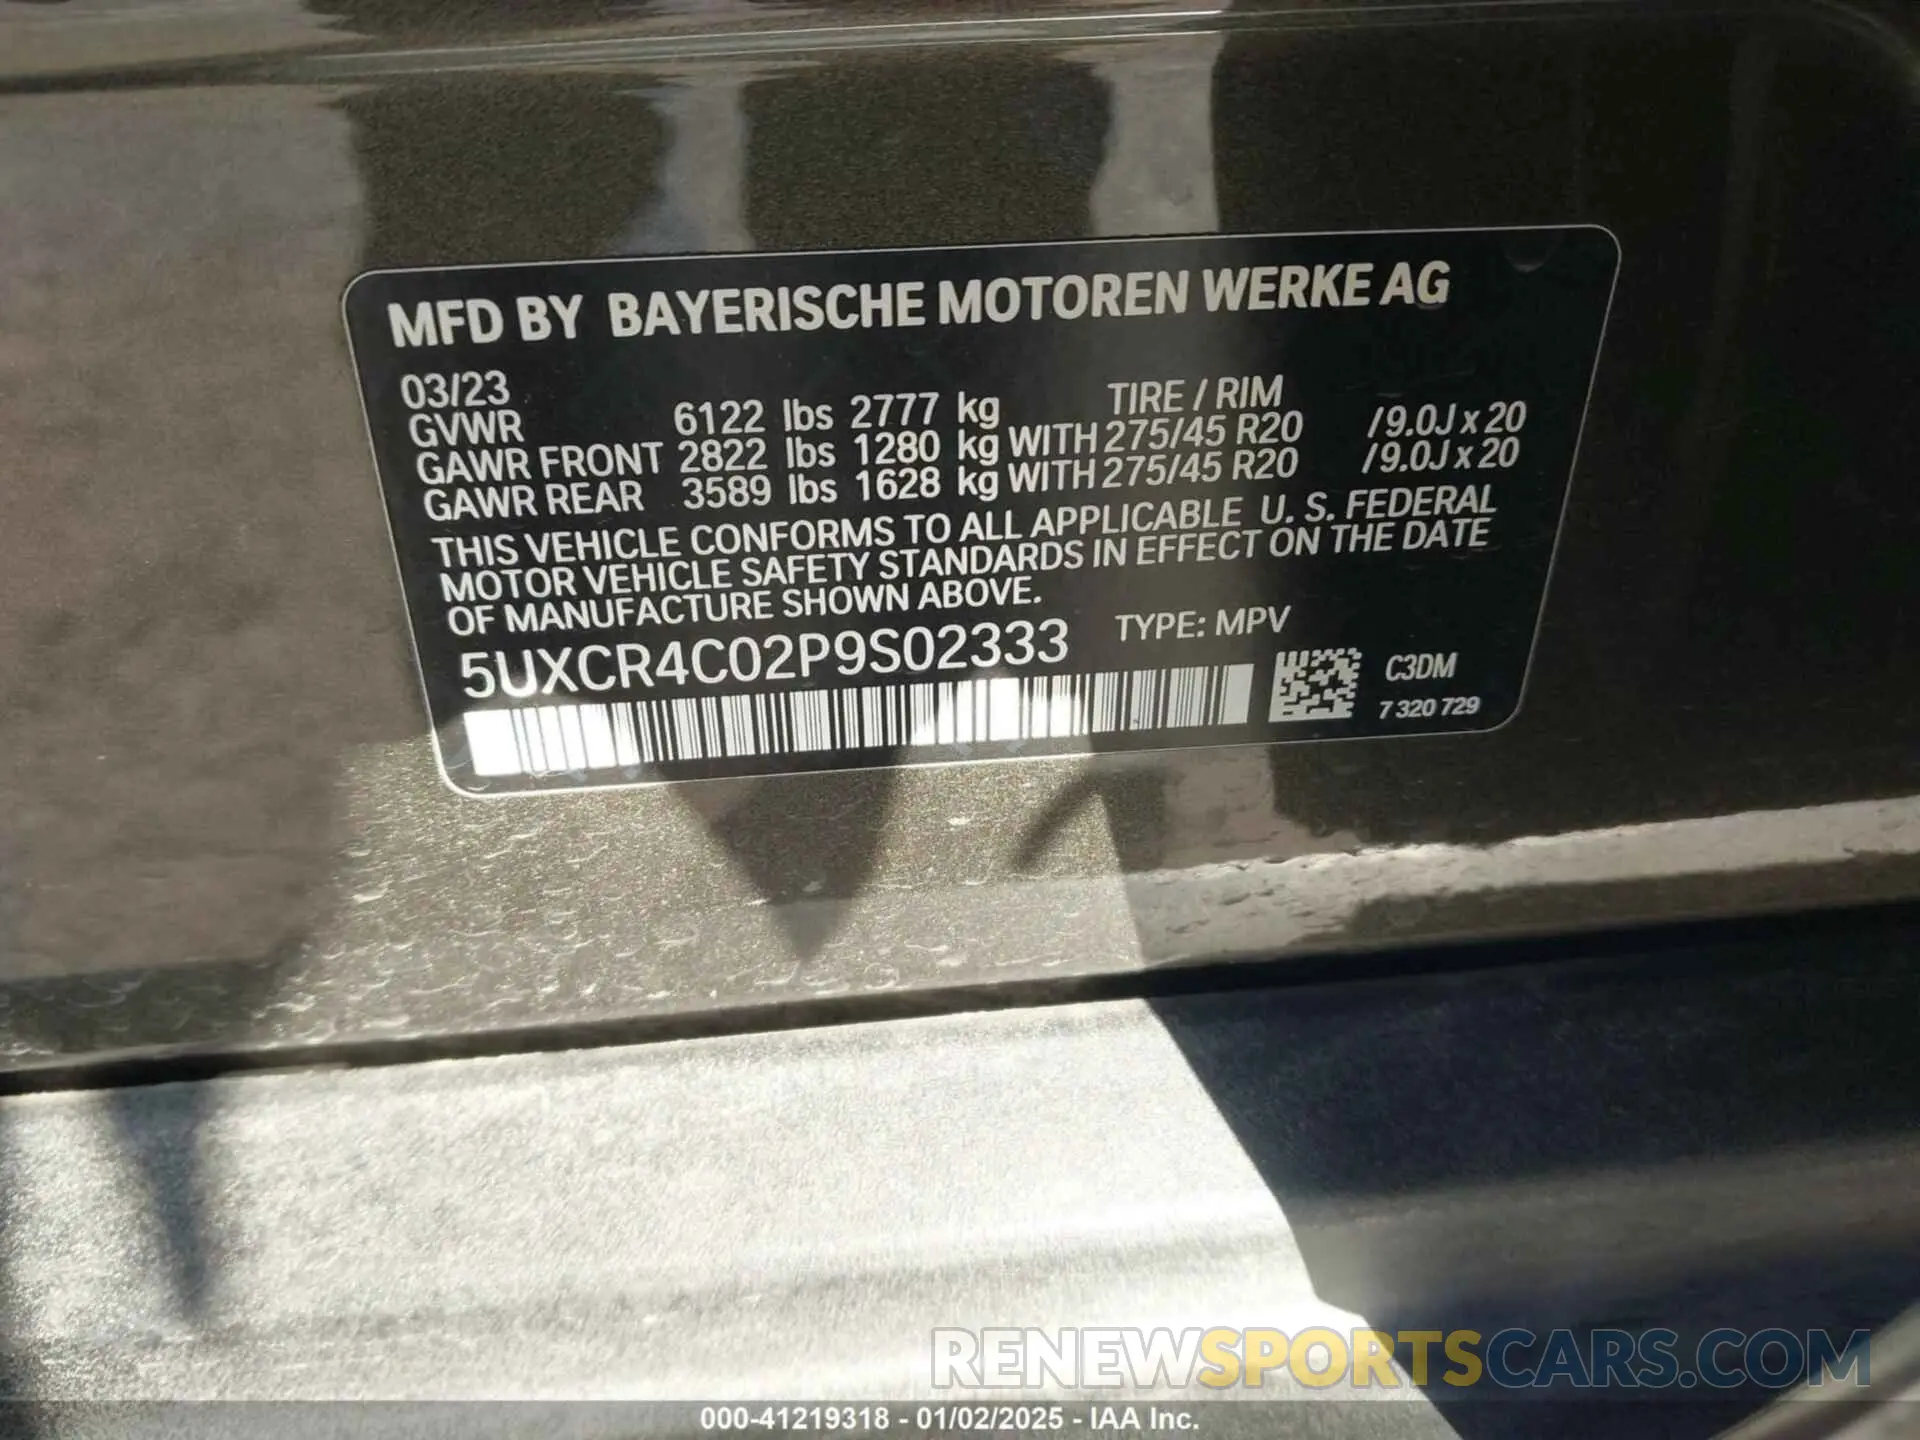 MFD BY BAYERISCHE MOTOREN WERKE AG
03/23 TIRE / RIM
GVWR 6122 lbs 2777 kg
GAWR FRONT 2822 lbs 1280 kg WITH 275/45 R20 /9.0J x 20
GAWR REAR 3589 lbs 1628 kg WITH 275/45 R20 /9.0J x 20
THIS VEHICLE CONFORMS TO ALL APPLICABLE U. S. FEDERAL
MOTOR VEHICLE SAFETY STANDARDS IN EFFECT ON THE DATE
OF MANUFACTURE SHOWN ABOVE.
5UXCR4C02P9S02333 TYPE: MPV
C3DM
7 320 729
RENEWSPORTSCARS.COM
000-41219318 - 01/02/2025 - IAA Inc.